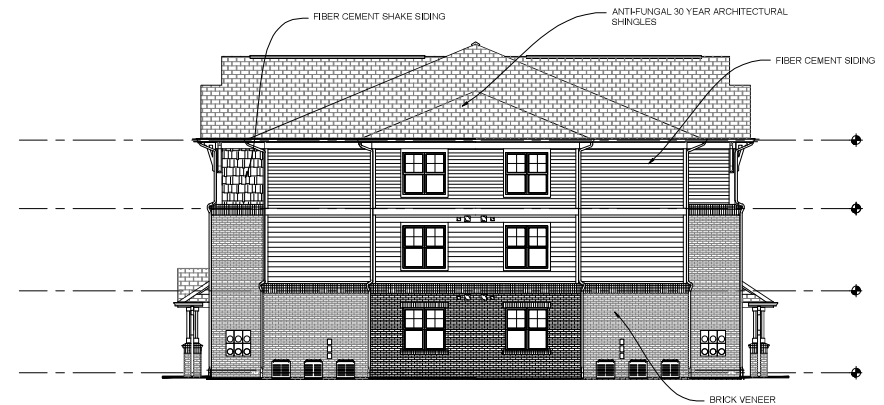 FIBER CEMENT SHAKE SIDING
ANTI-FUNGAL 30 YEAR ARCHITECTURAL
SHINGLES
FIBER CEMENT SIDING
BRICK VENEER